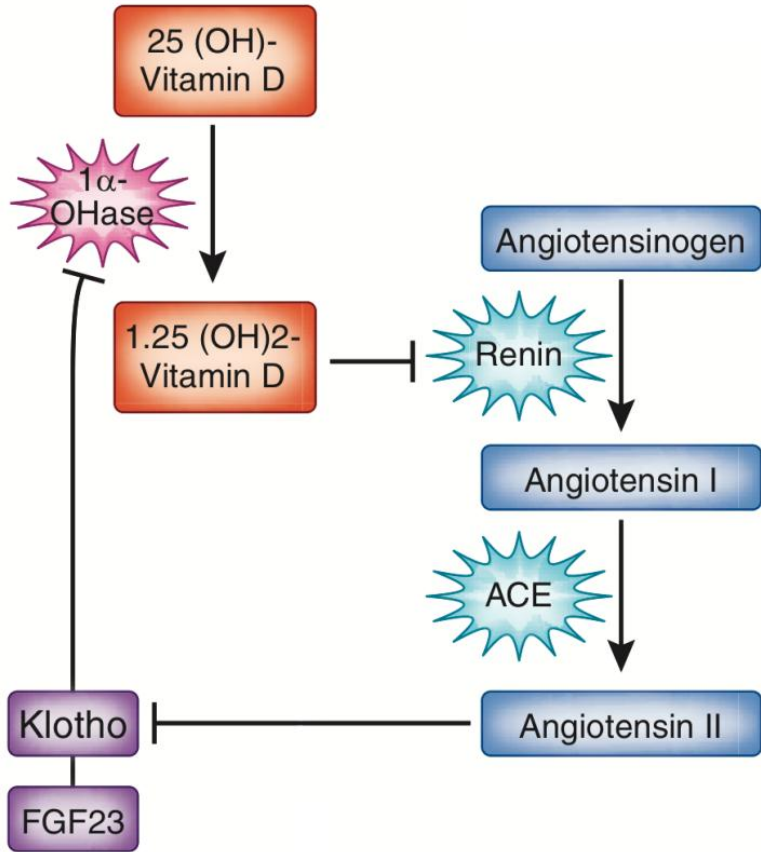 25 (OH)-
Vitamin D
1α-
OHase
Angiotensinogen
1.25 (OH)2-
Vitamin D
Renin
Angiotensin I
ACE
Klotho
Angiotensin II
FGF23